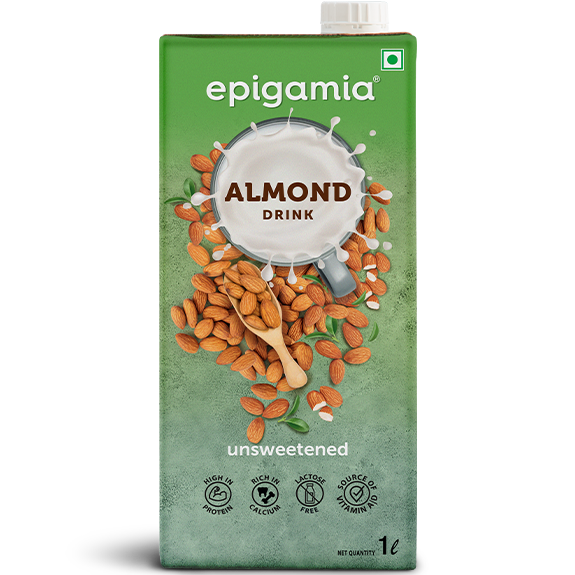 epigamia®
ALMOND
DRINK
unsweetened
HIGH IN
PROTEIN
RICH IN
CALCIUM
LACTOSE
FREE
SOURCE OF
VITAMIN A&D
NET QUANTITY 1ℓ